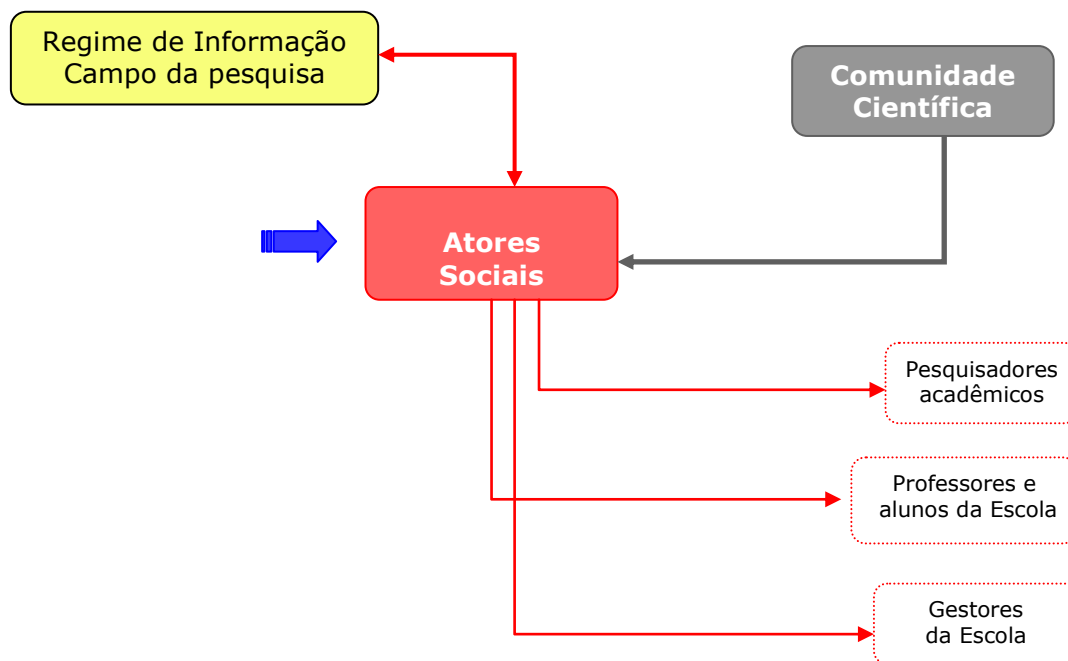 Regime de Informação
Campo da pesquisa
Comunidade
Científica
Atores
Sociais
Pesquisadores
acadêmicos
Professores e
alunos da Escola
Gestores
da Escola